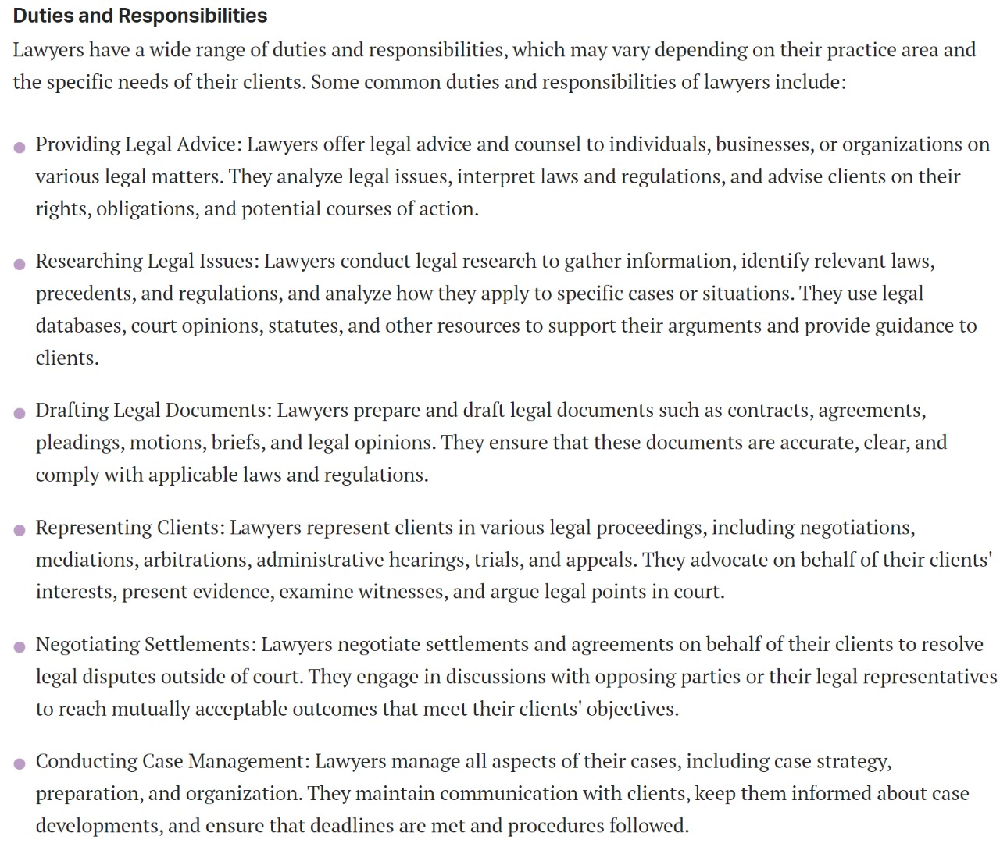 Duties and Responsibilities
Lawyers have a wide range of duties and responsibilities, which may vary depending on their practice area and
the specific needs of their clients. Some common duties and responsibilities of lawyers include:
Providing Legal Advice: Lawyers offer legal advice and counsel to individuals, businesses, or organizations on
various legal matters. They analyze legal issues, interpret laws and regulations, and advise clients on their
rights, obligations, and potential courses of action.
Researching Legal Issues: Lawyers conduct legal research to gather information, identify relevant laws,
precedents, and regulations, and analyze how they apply to specific cases or situations. They use legal
databases, court opinions, statutes, and other resources to support their arguments and provide guidance to
clients.
Drafting Legal Documents: Lawyers prepare and draft legal documents such as contracts, agreements,
pleadings, motions, briefs, and legal opinions. They ensure that these documents are accurate, clear, and
comply with applicable laws and regulations.
Representing Clients: Lawyers represent clients in various legal proceedings, including negotiations,
mediations, arbitrations, administrative hearings, trials, and appeals. They advocate on behalf of their clients'
interests, present evidence, examine witnesses, and argue legal points in court.
Negotiating Settlements: Lawyers negotiate settlements and agreements on behalf of their clients to resolve
legal disputes outside of court. They engage in discussions with opposing parties or their legal representatives
to reach mutually acceptable outcomes that meet their clients' objectives.
Conducting Case Management: Lawyers manage all aspects of their cases, including case strategy,
preparation, and organization. They maintain communication with clients, keep them informed about case
developments, and ensure that deadlines are met and procedures followed.